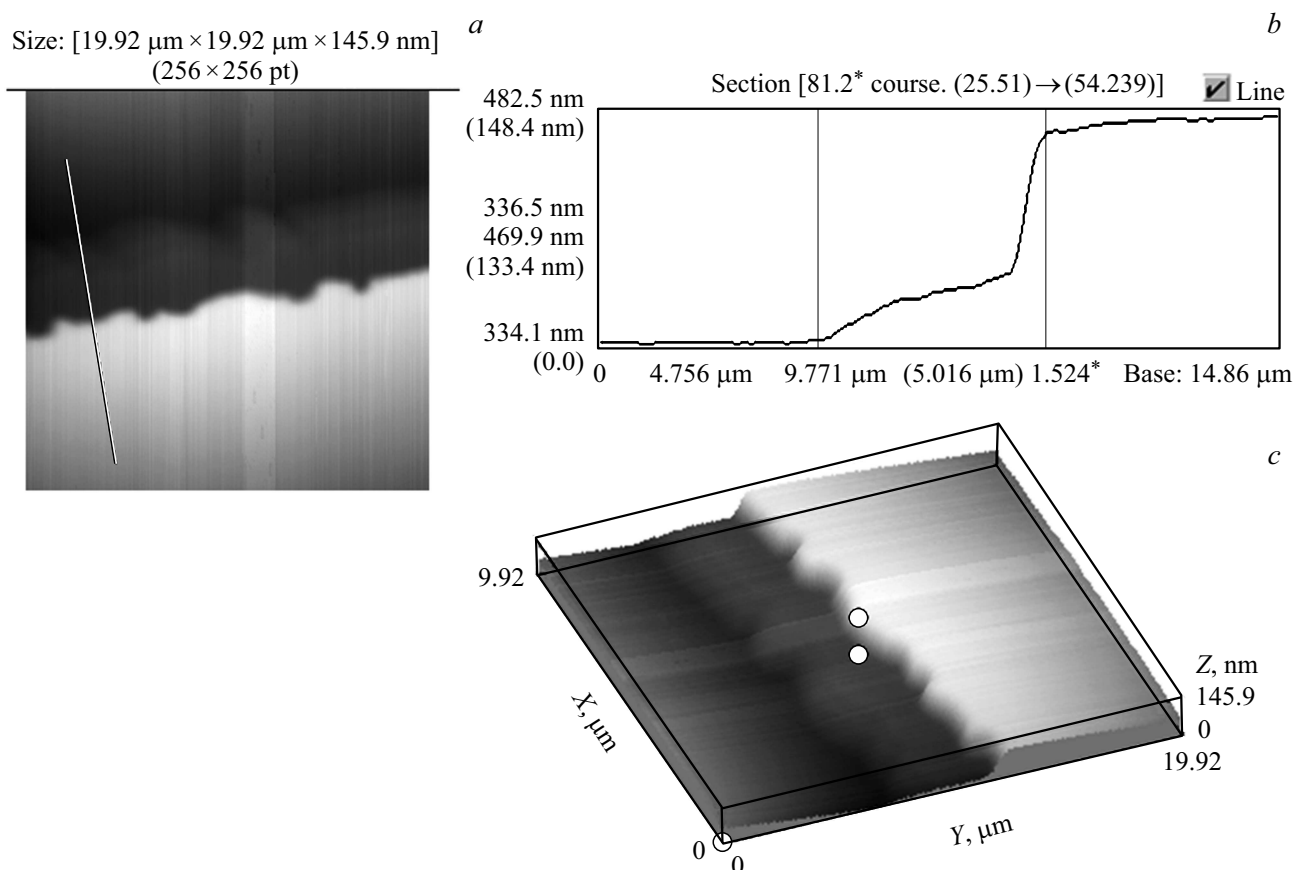 a
Size: [19.92 μm × 19.92 μm × 145.9 nm]
(256 × 256 pt)
b
Section [81.2* course. (25.51) → (54.239)]
Line
482.5 nm
(148.4 nm)
336.5 nm
469.9 nm
(133.4 nm)
334.1 nm
(0.0)
0 4.756 μm 9.771 μm (5.016 μm) 1.524* Base: 14.86 μm
c
9.92
X, μm
0
0
Y, μm
Z, nm
145.9
0
19.92